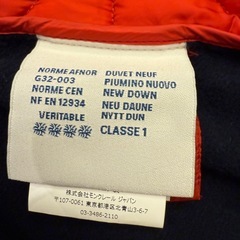 NORME AFNOR DUVET NEUF
G32-003 PIUMINO NUOVO
NORME CEN NEW DOWN
NF EN 12934 NEU DAUNE
VERITABLE NYTT DUN
CLASSE 1
株式会社モンクレール ジャパン
〒107-0061 東京都港区北青山3-6-7
03-3486-2110